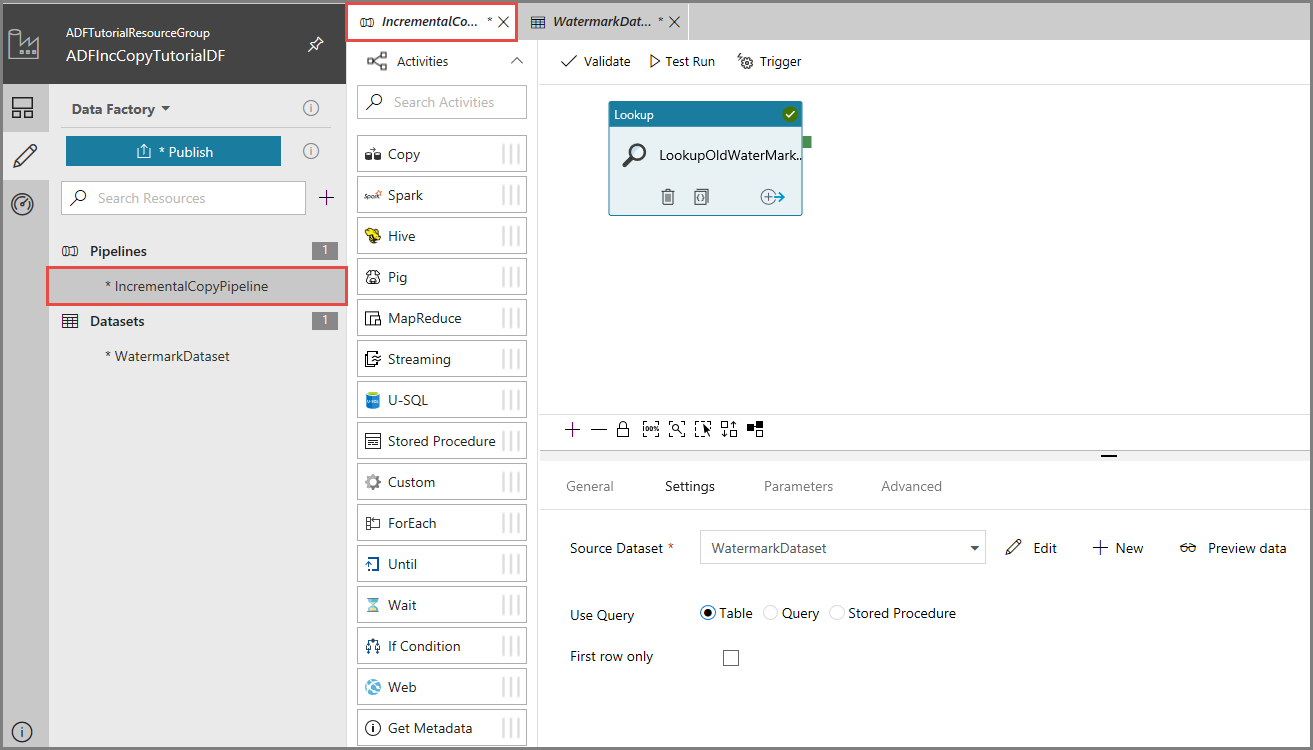 ADFTutorialResourceGroup
ADFIncCopyTutorialDF
Data Factory
* Publish
Search Resources
Pipelines 1
* IncrementalCopyPipeline
Datasets 1
* WatermarkDataset
IncrementalCo... *
WatermarkDat... *
Activities
Search Activities
Copy
Spark Spark
Hive
Pig
MapReduce
Streaming
U-SQL U-SQL
Stored Procedure
Custom
ForEach
Until
Wait
If Condition
Web
Get Metadata
Validate Test Run Trigger
Lookup
LookupOldWaterMark..
100%
General Settings Parameters Advanced
Source Dataset * WatermarkDataset Edit New Preview data
Use Query Table Query Stored Procedure
First row only